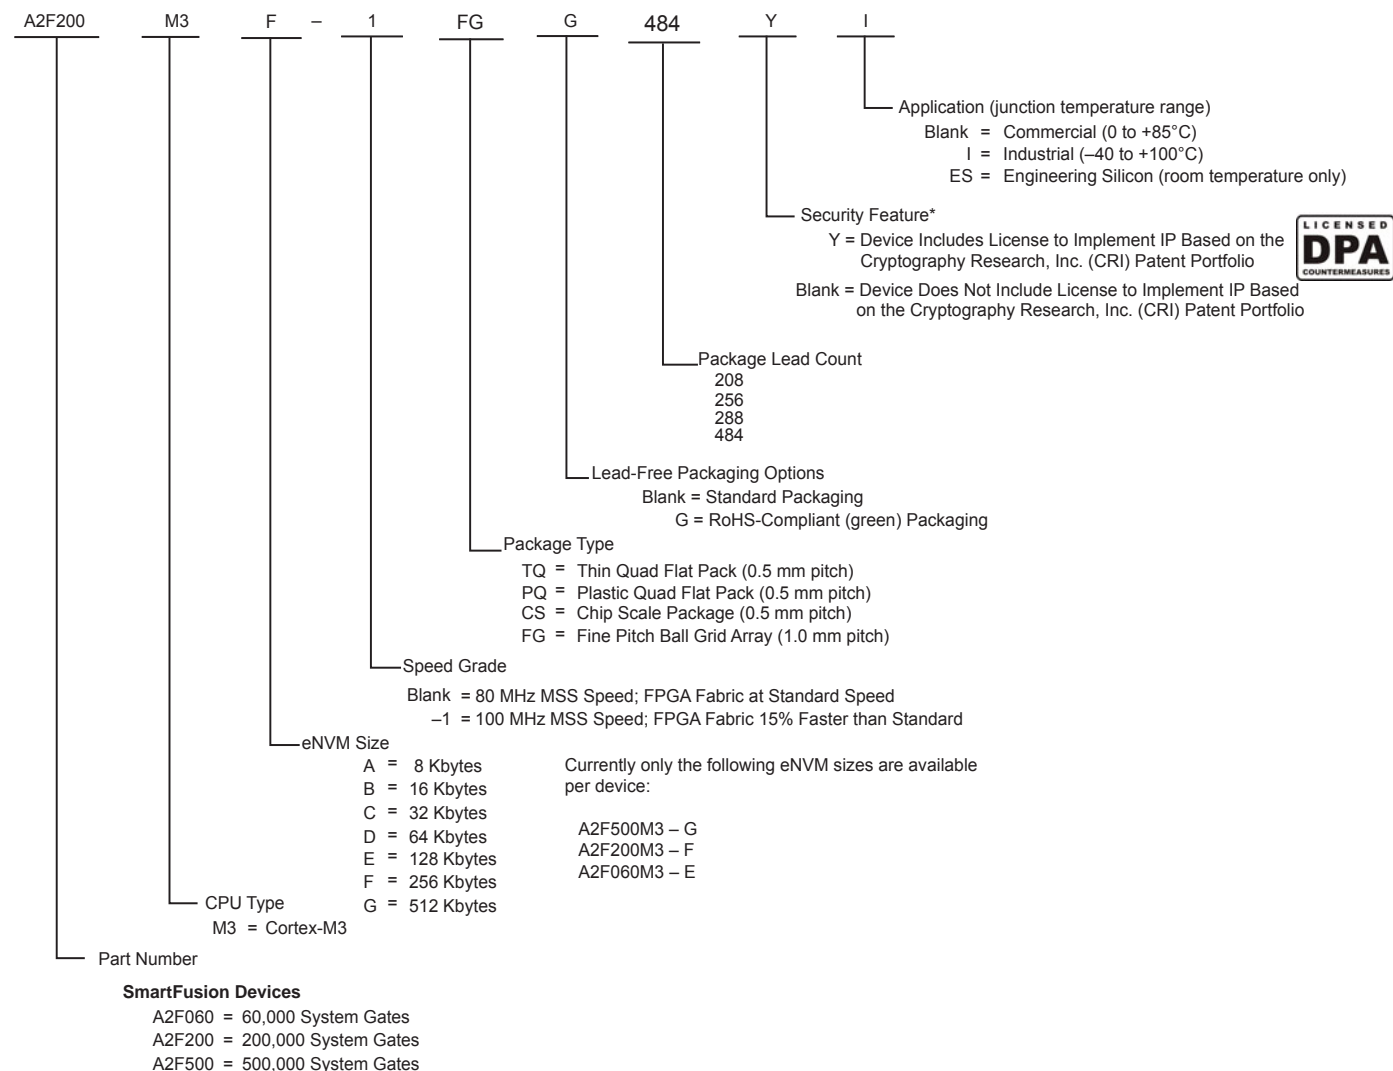 A2F200 M3 F – 1 FG G 484 Y I
Application (junction temperature range)
Blank = Commercial (0 to +85°C)
I = Industrial (–40 to +100°C)
ES = Engineering Silicon (room temperature only)
Security Feature*
Y = Device Includes License to Implement IP Based on the
Cryptography Research, Inc. (CRI) Patent Portfolio
LICENSED
DPA
COUNTERMEASURES
Blank = Device Does Not Include License to Implement IP Based
on the Cryptography Research, Inc. (CRI) Patent Portfolio
Package Lead Count
208
256
288
484
Lead-Free Packaging Options
Blank = Standard Packaging
G = RoHS-Compliant (green) Packaging
Package Type
TQ = Thin Quad Flat Pack (0.5 mm pitch)
PQ = Plastic Quad Flat Pack (0.5 mm pitch)
CS = Chip Scale Package (0.5 mm pitch)
FG = Fine Pitch Ball Grid Array (1.0 mm pitch)
Speed Grade
Blank = 80 MHz MSS Speed; FPGA Fabric at Standard Speed
–1 = 100 MHz MSS Speed; FPGA Fabric 15% Faster than Standard
eNVM Size
A = 8 Kbytes
B = 16 Kbytes
C = 32 Kbytes
D = 64 Kbytes
E = 128 Kbytes
F = 256 Kbytes
G = 512 Kbytes
Currently only the following eNVM sizes are available
per device:
A2F500M3 – G
A2F200M3 – F
A2F060M3 – E
CPU Type
M3 = Cortex-M3
Part Number
SmartFusion Devices
A2F060 = 60,000 System Gates
A2F200 = 200,000 System Gates
A2F500 = 500,000 System Gates